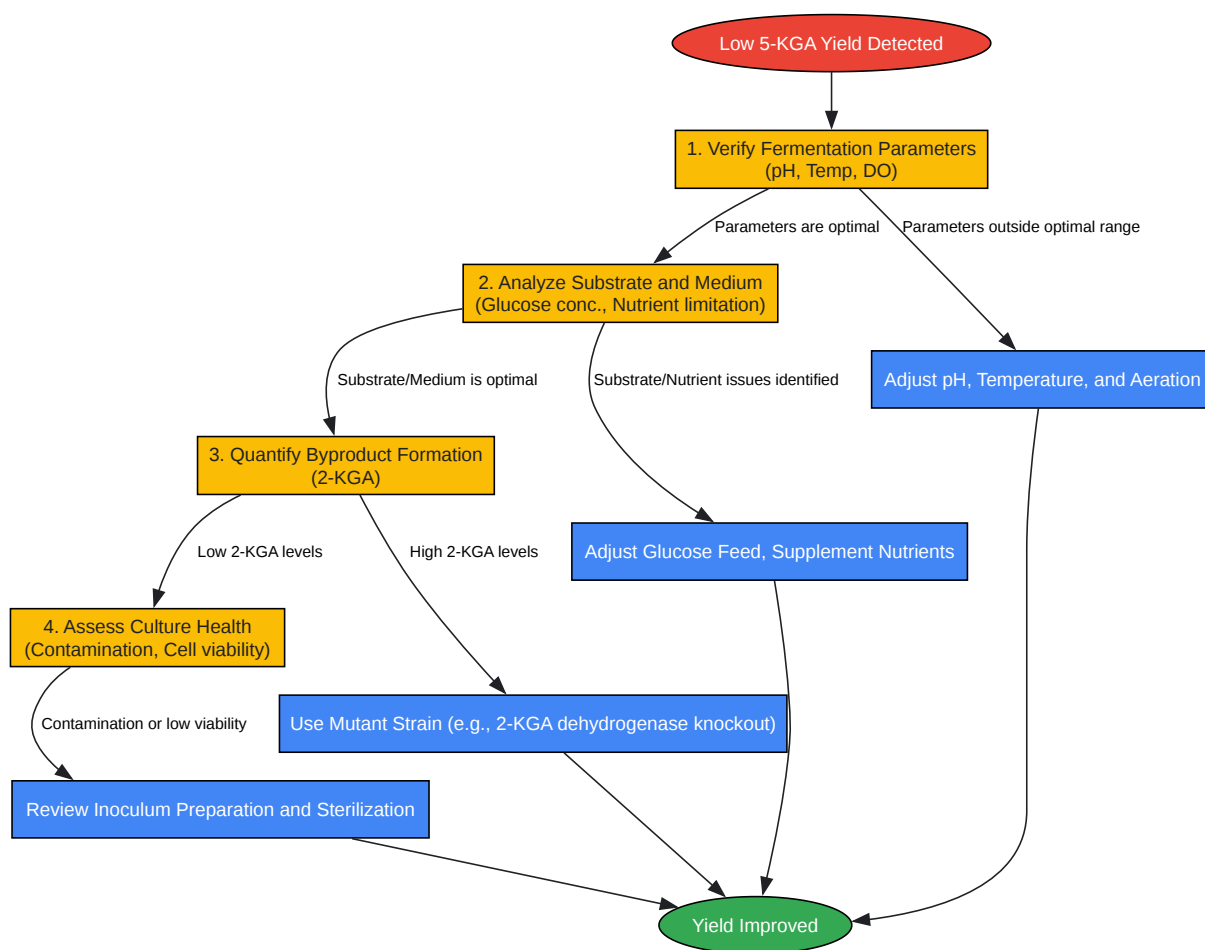 Low 5-KGA Yield Detected
1. Verify Fermentation Parameters
(pH, Temp, DO)
Parameters are optimal
Parameters outside optimal range
2. Analyze Substrate and Medium
(Glucose conc., Nutrient limitation)
Adjust pH, Temperature, and Aeration
Substrate/Medium is optimal
Substrate/Nutrient issues identified
3. Quantify Byproduct Formation
(2-KGA)
Adjust Glucose Feed, Supplement Nutrients
Low 2-KGA levels
High 2-KGA levels
4. Assess Culture Health
(Contamination, Cell viability)
Use Mutant Strain (e.g., 2-KGA dehydrogenase knockout)
Contamination or low viability
Review Inoculum Preparation and Sterilization
Yield Improved